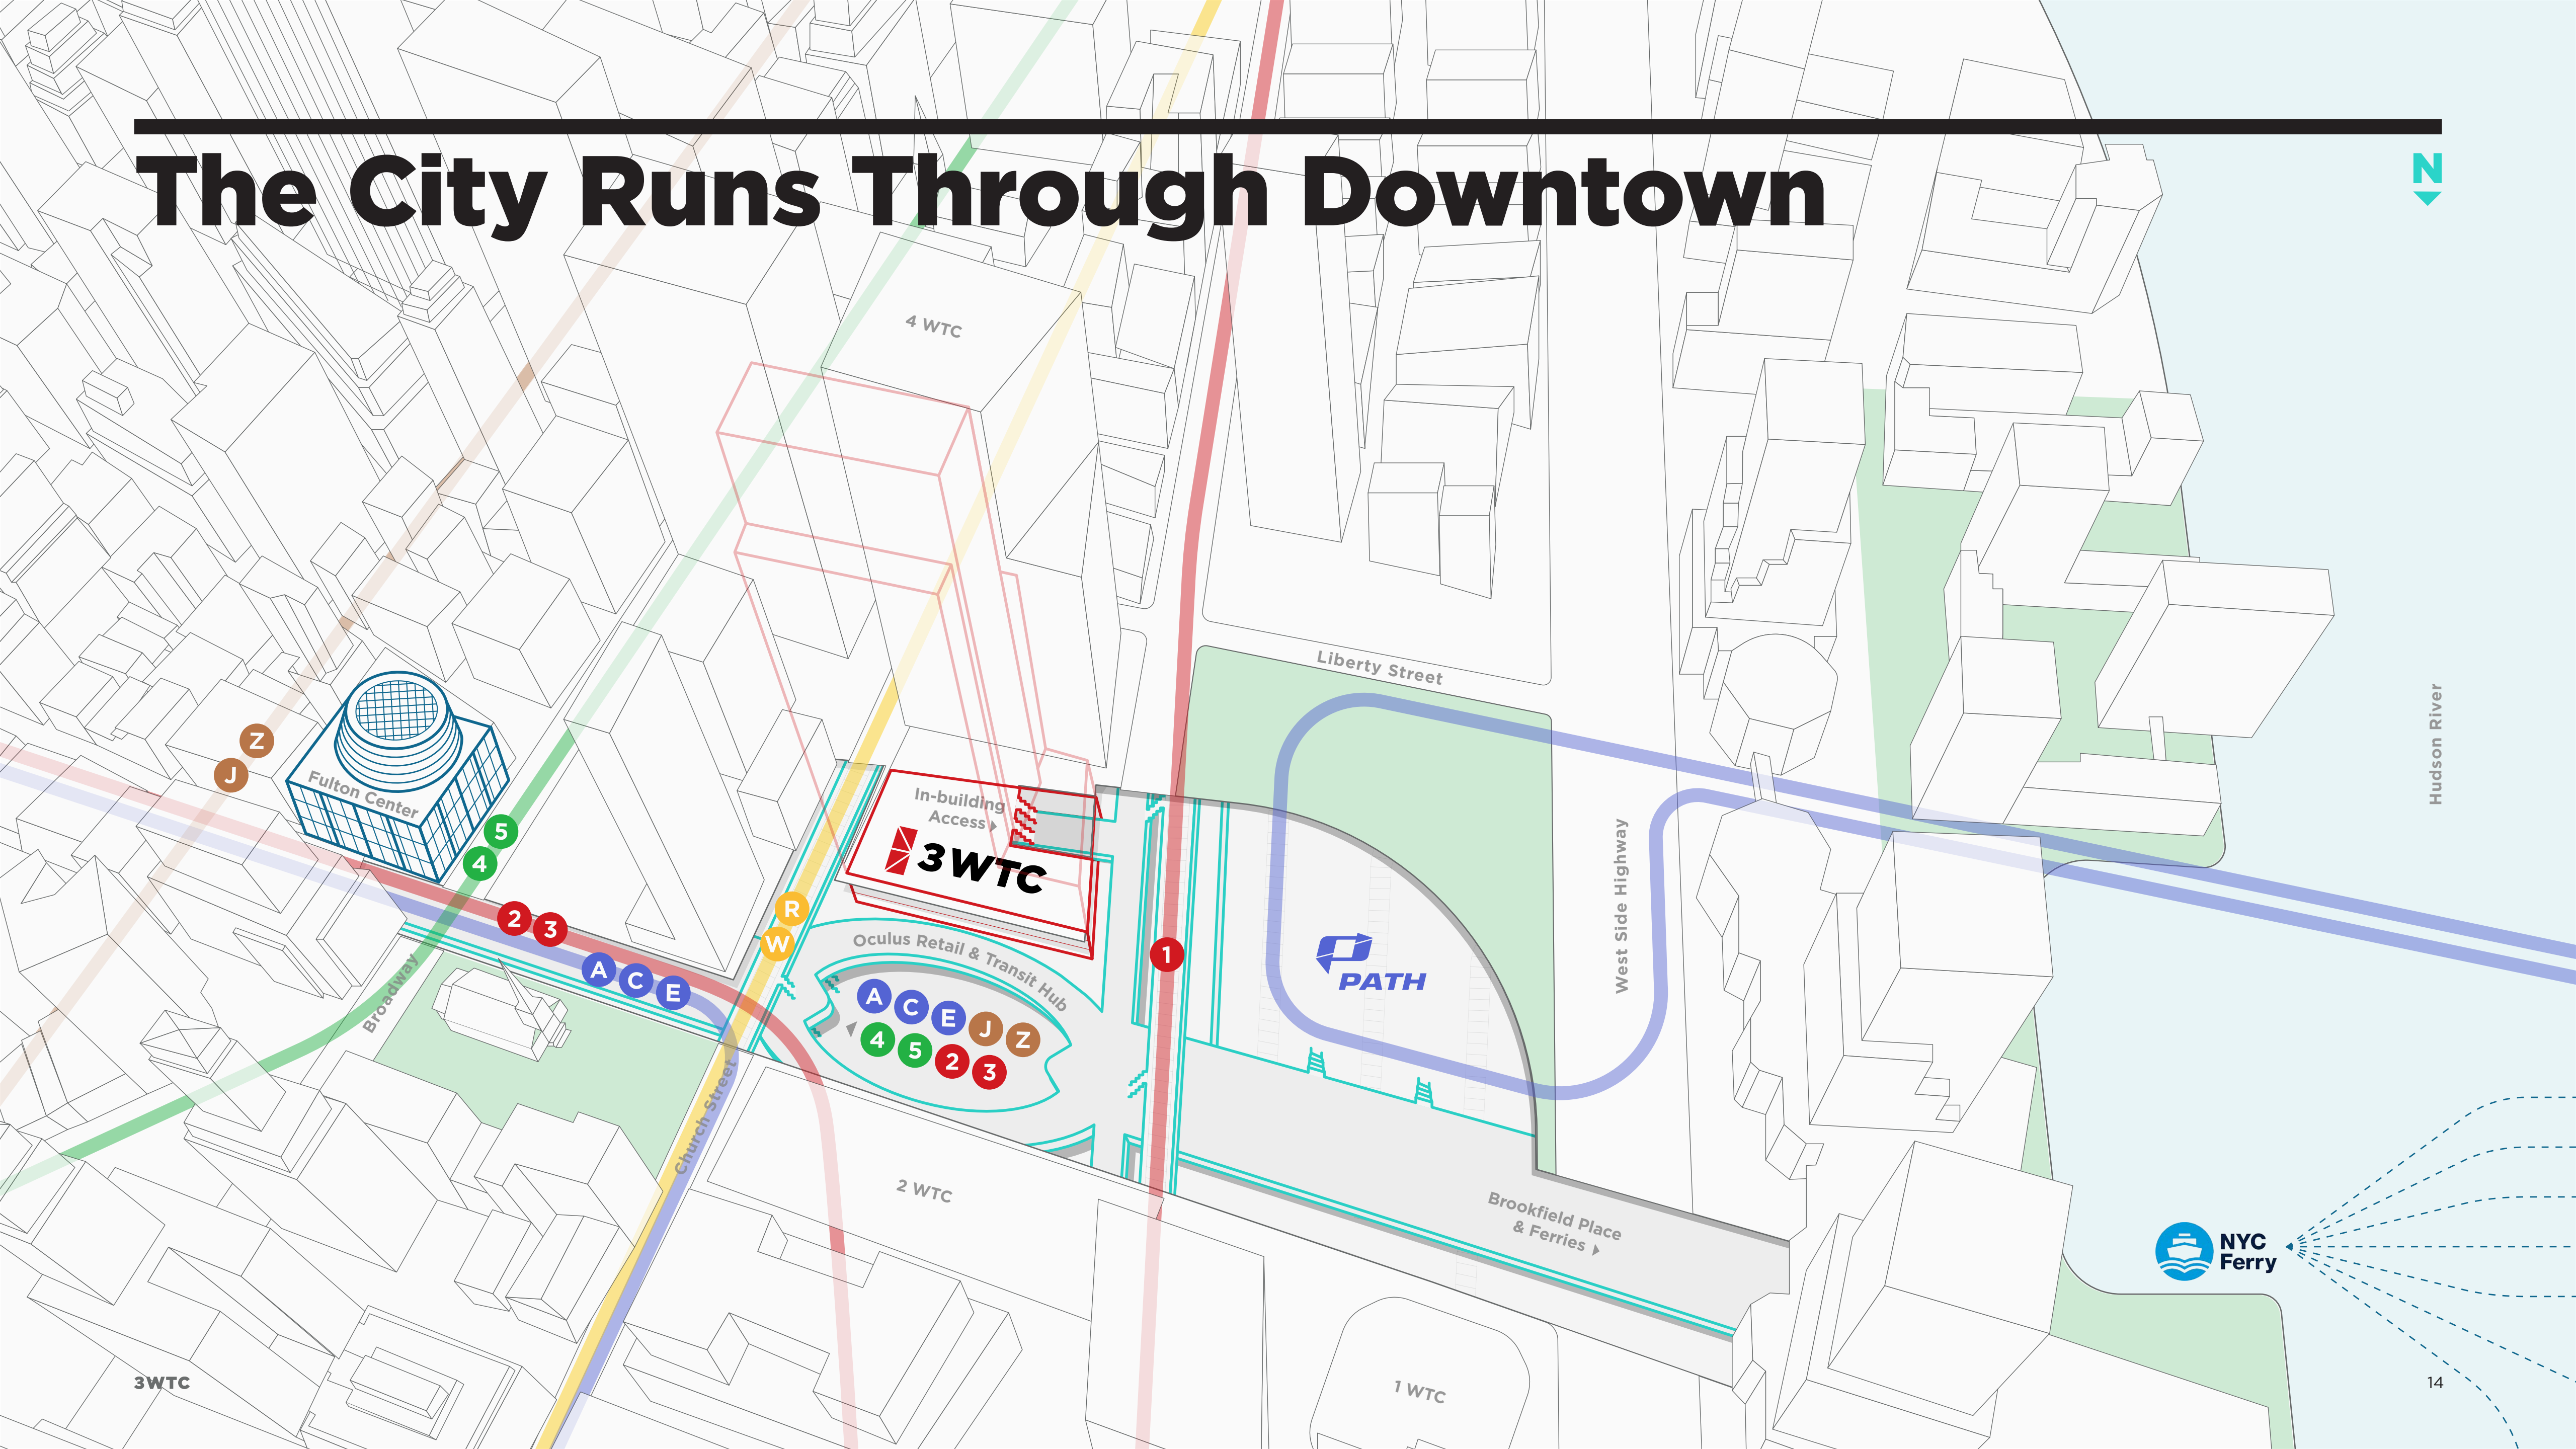 The City Runs Through Downtown
N
4 WTC
Liberty Street
Hudson River
Z
J
Fulton Center
5
4
In-building
Access
3 WTC
2
3
R
W
A
C
E
1
Oculus Retail & Transit Hub
A C E J Z
4 5 2 3
PATH
West Side Highway
Broadway
Church Street
2 WTC
Brookfield Place
& Ferries
NYC
Ferry
1 WTC
3WTC
14